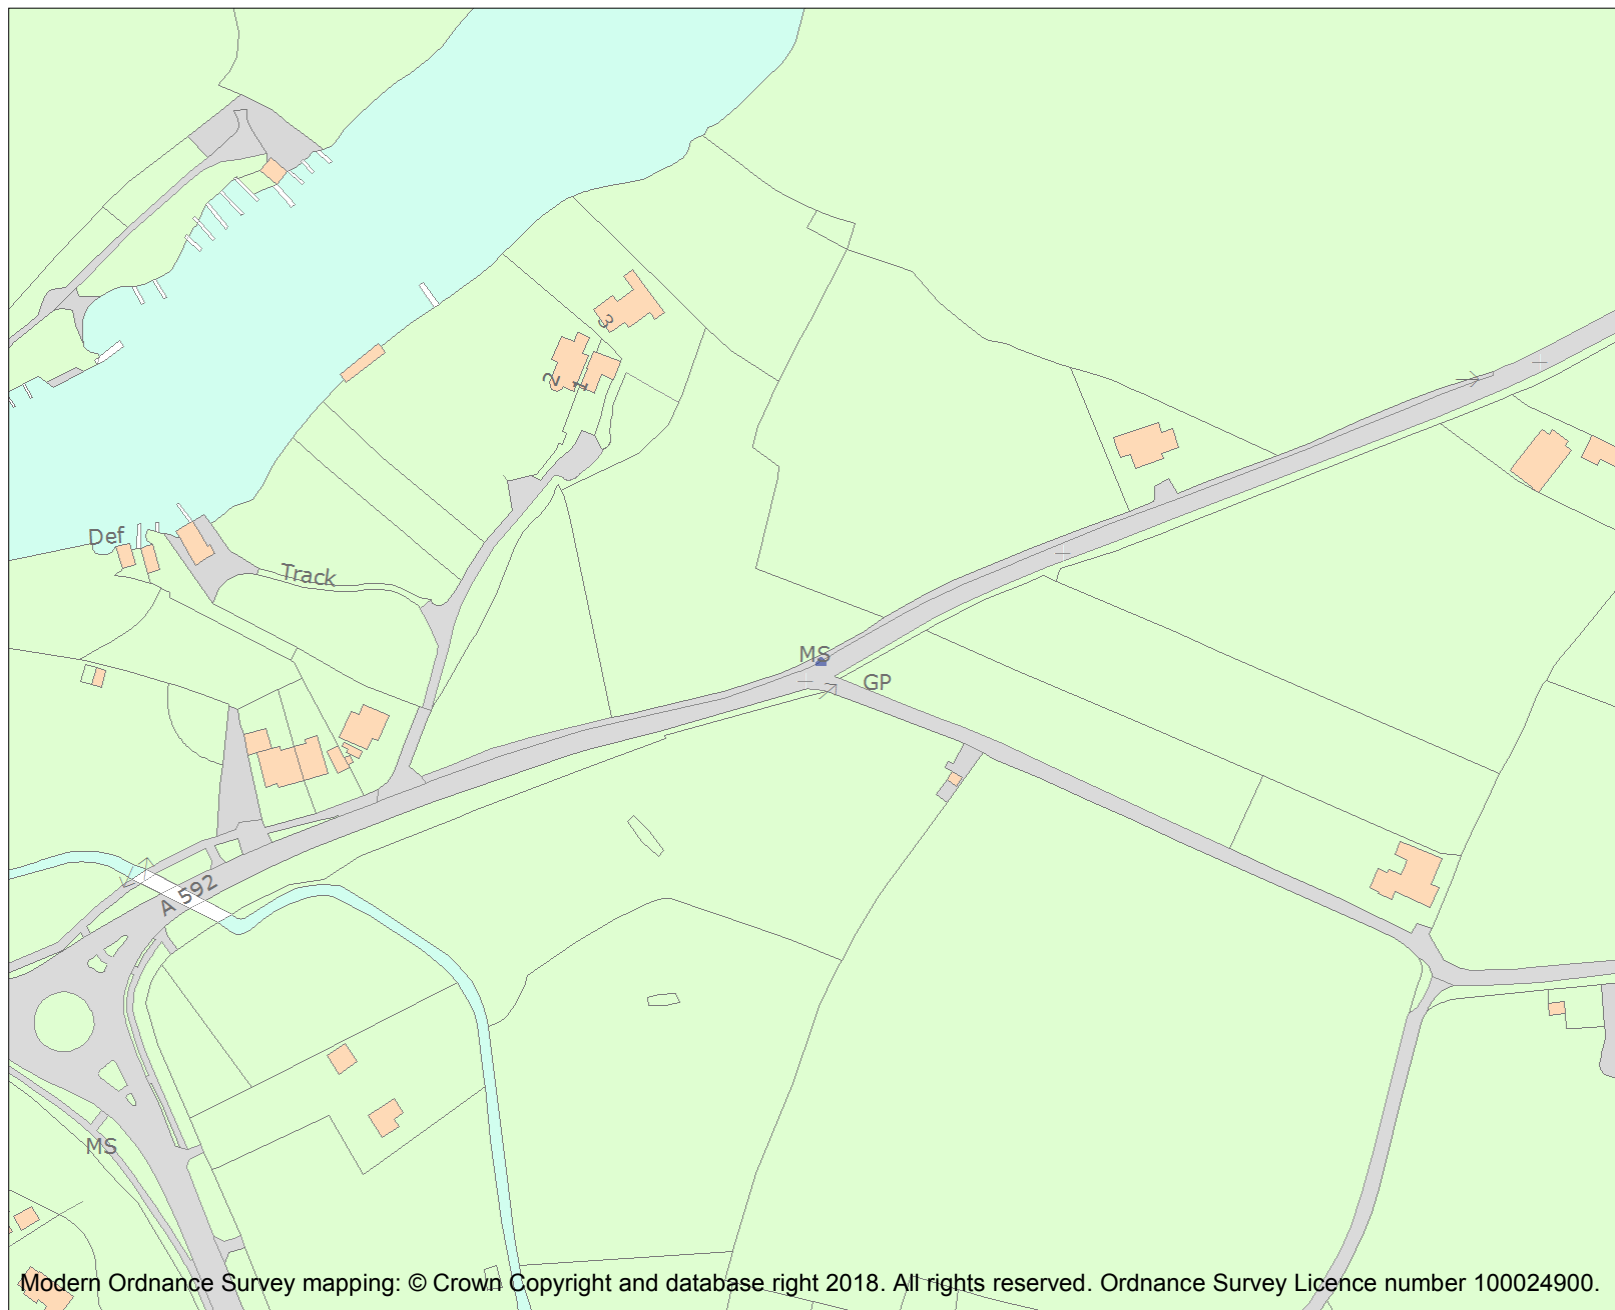 3
2
1
Def
Track
MS
GP
A 592
MS
Modern Ordnance Survey mapping: © Crown Copyright and database right 2018. All rights reserved. Ordnance Survey Licence number 100024900.